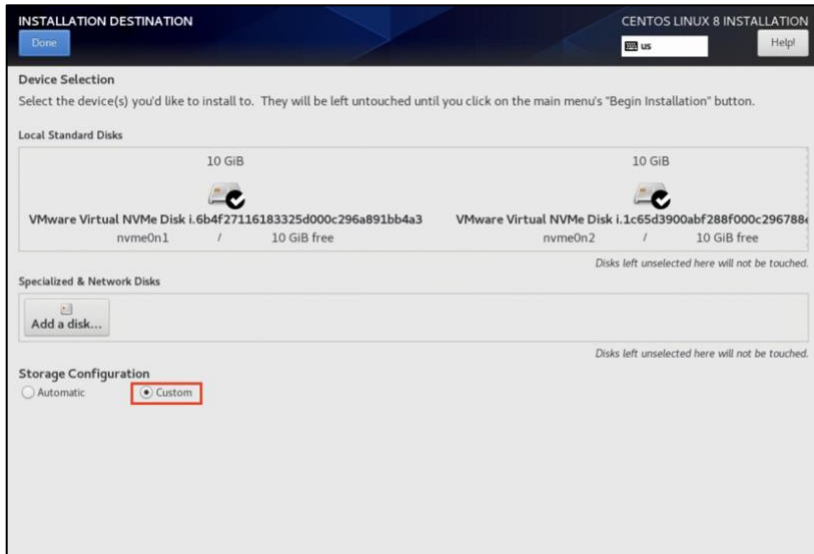 INSTALLATION DESTINATION
CENTOS LINUX 8 INSTALLATION
Done
us
Help!
Device Selection
Select the device(s) you'd like to install to. They will be left untouched until you click on the main menu's "Begin Installation" button.
Local Standard Disks
10 GiB
10 GiB
VMware Virtual NVMe Disk i.6b4f27116183325d000c296a891bb4a3
VMware Virtual NVMe Disk i.1c65d3900abf288f000c296788
nvme0n1 / 10 GiB free
nvme0n2 / 10 GiB free
Disks left unselected here will not be touched.
Specialized & Network Disks
Add a disk...
Disks left unselected here will not be touched.
Storage Configuration
Automatic
Custom